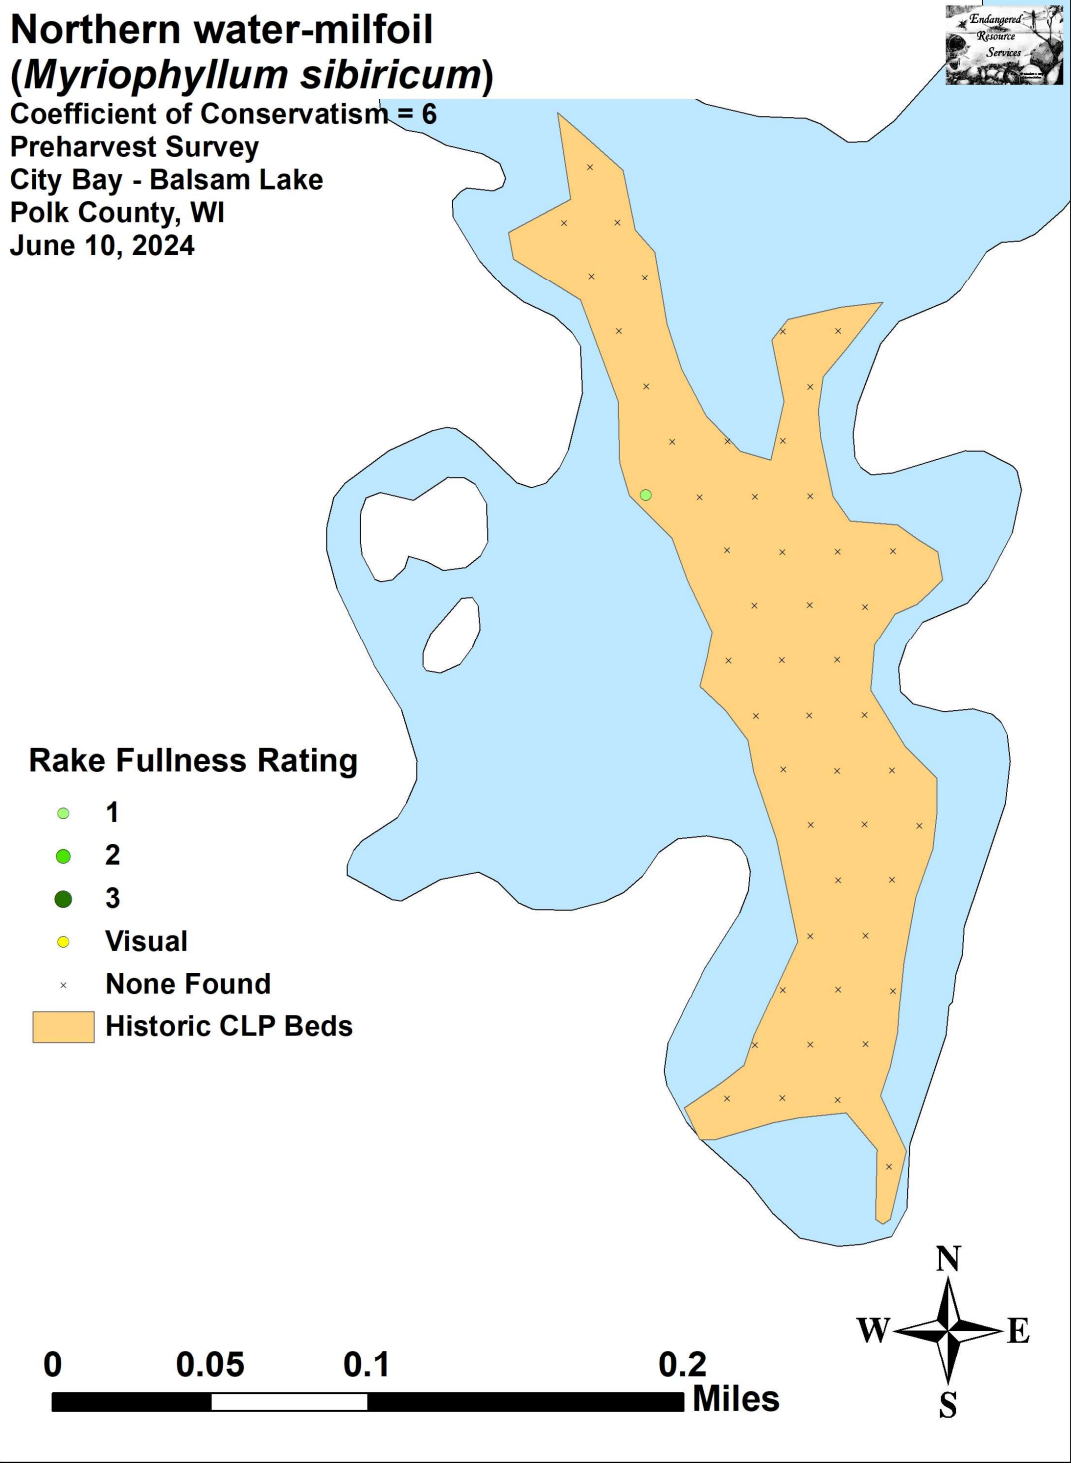 Northern water-milfoil
(Myriophyllum sibiricum)
Coefficient of Conservatism = 6
Preharvest Survey
City Bay - Balsam Lake
Polk County, WI
June 10, 2024
Endangered
Resource
Services
Rake Fullness Rating
1
2
3
Visual
None Found
Historic CLP Beds
N
W E
S
0 0.05 0.1 0.2
Miles